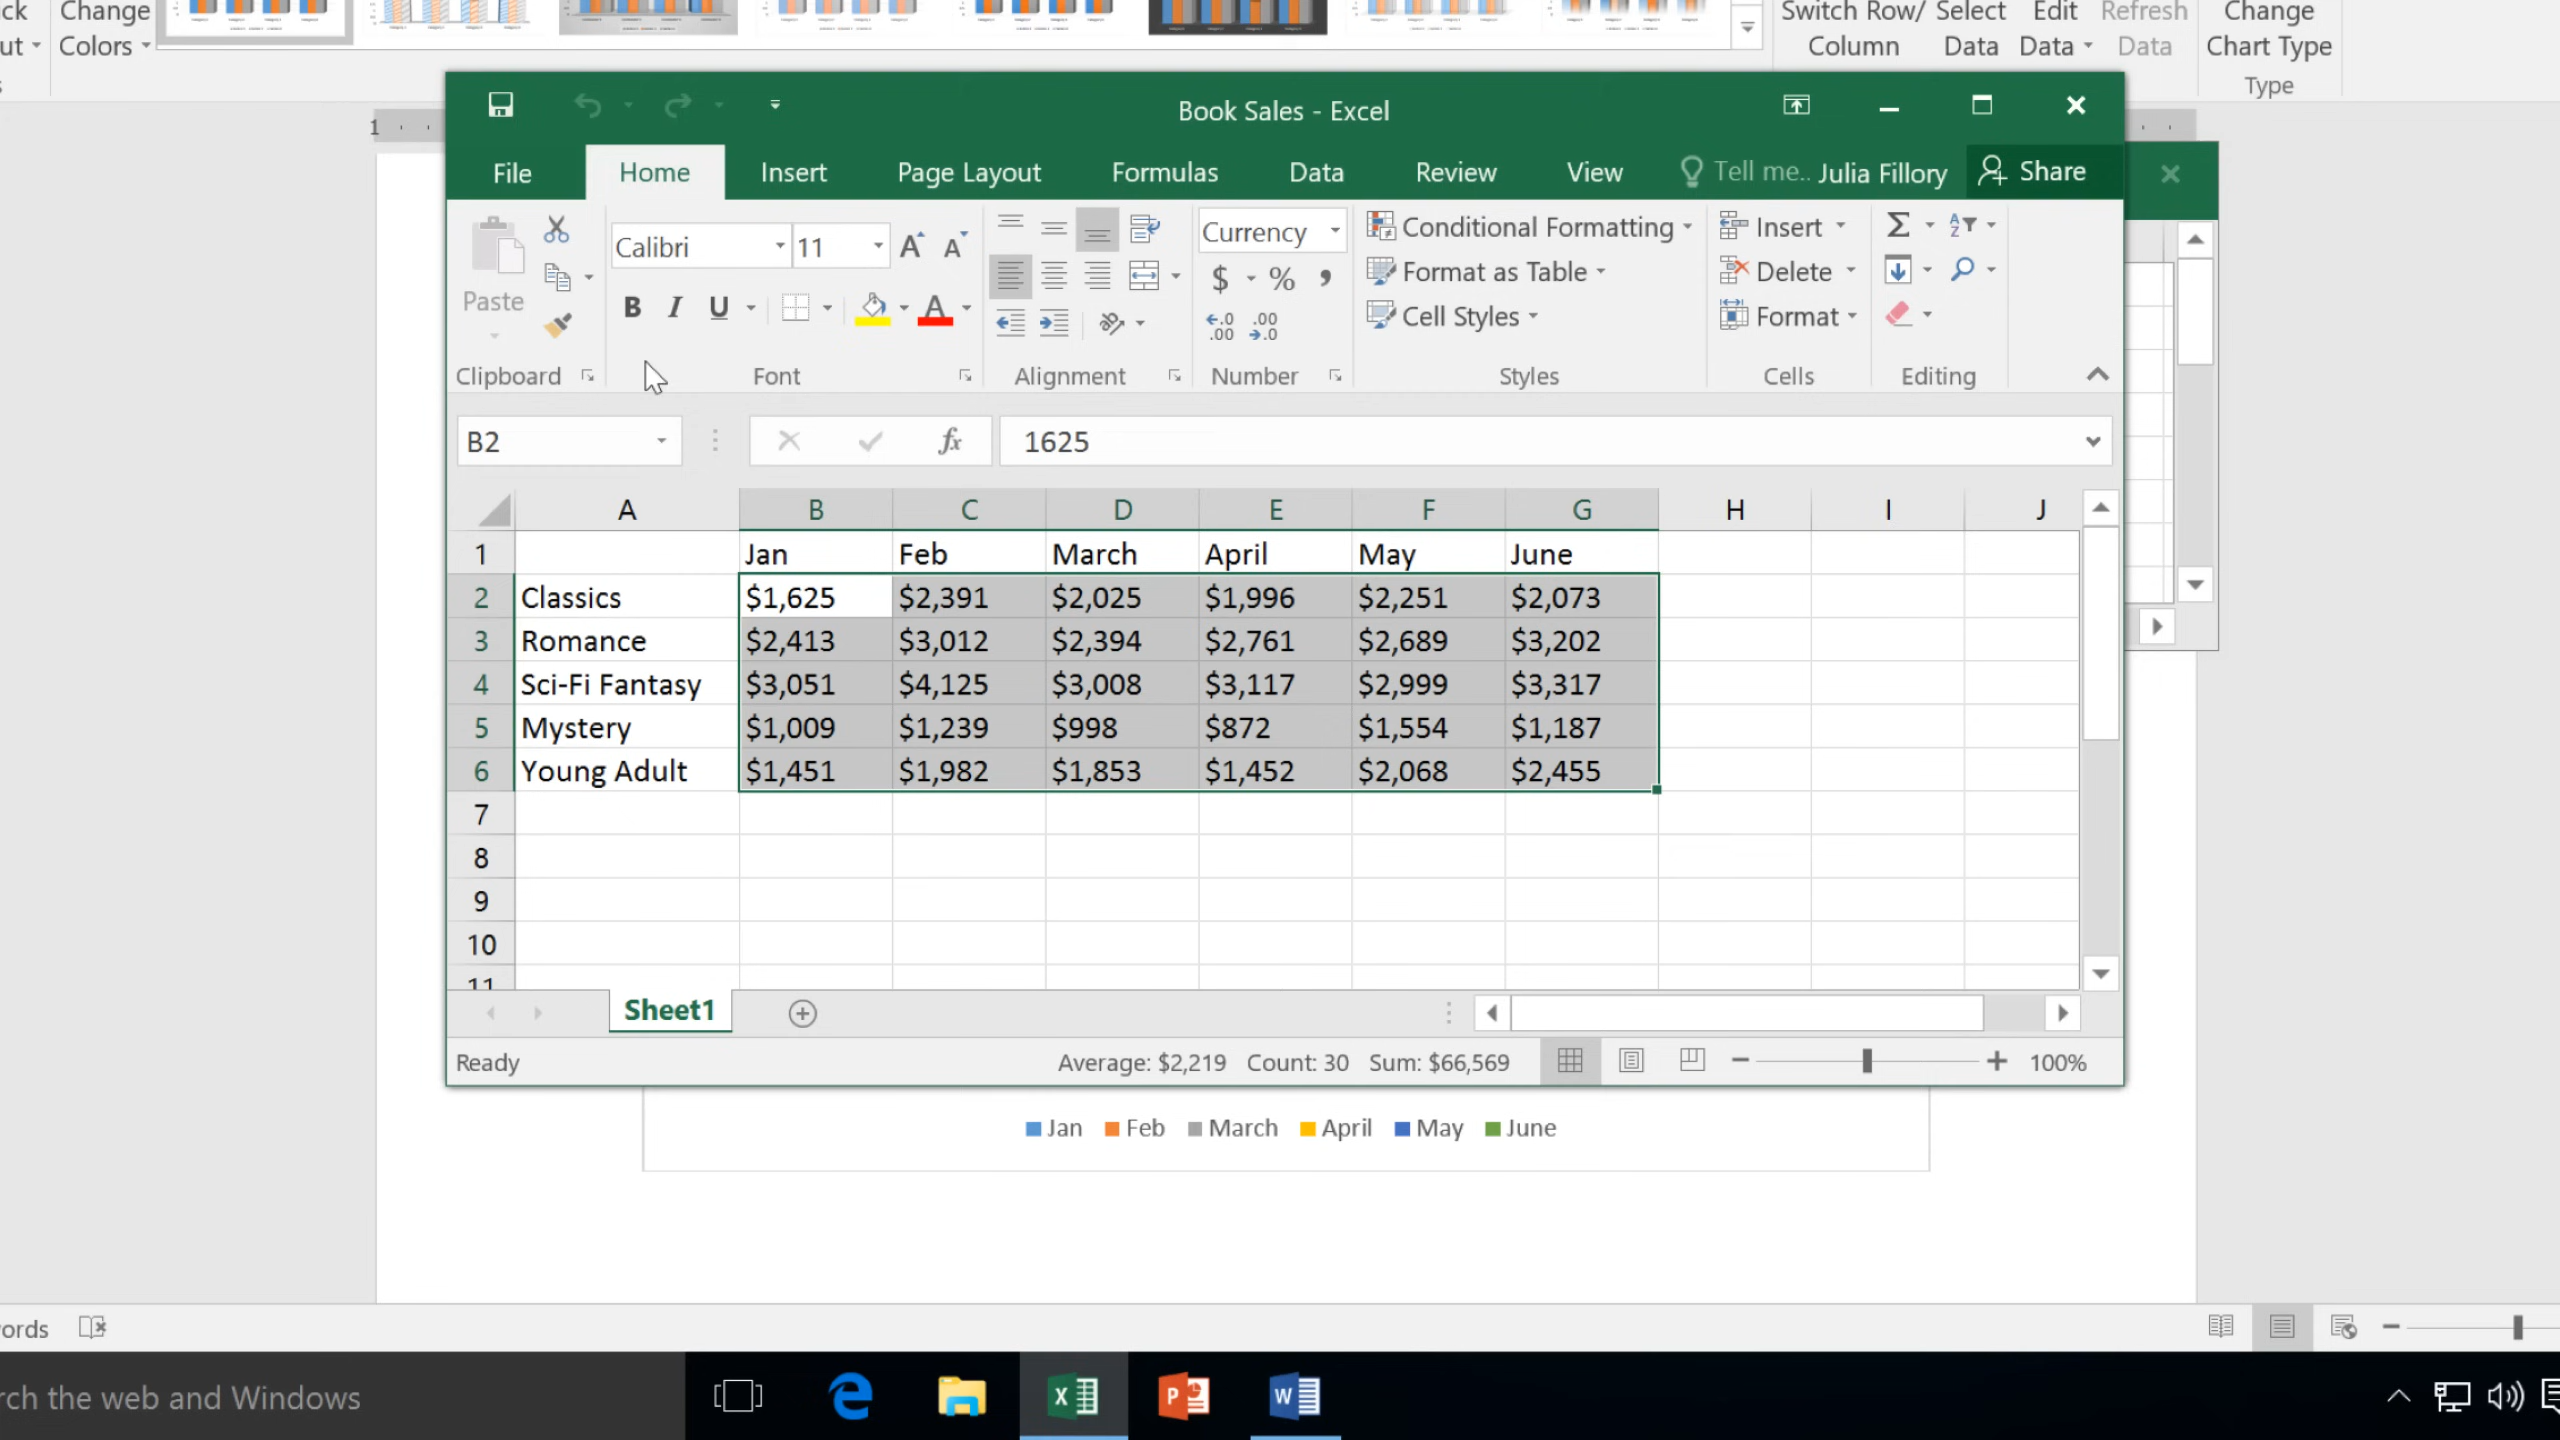 Change
Colors
Switch Row/
Column
Select
Data
Edit
Data
Refresh
Data
Change
Chart Type
Type
1
Book Sales - Excel
File Home Insert Page Layout Formulas Data Review View Tell me.. Julia Fillory Share
Paste
Calibri 11
Currency
$ % ,
Conditional Formatting
Format as Table
Cell Styles
Insert
Delete
Format
B I U
Clipboard Font Alignment Number Styles Cells Editing
B2 fx 1625
A B C D E F G H I J
1 Jan Feb March April May June
2 Classics $1,625 $2,391 $2,025 $1,996 $2,251 $2,073
3 Romance $2,413 $3,012 $2,394 $2,761 $2,689 $3,202
4 Sci-Fi Fantasy $3,051 $4,125 $3,008 $3,117 $2,999 $3,317
5 Mystery $1,009 $1,239 $998 $872 $1,554 $1,187
6 Young Adult $1,451 $1,982 $1,853 $1,452 $2,068 $2,455
7
8
9
10
11
Sheet1
Ready Average: $2,219 Count: 30 Sum: $66,569 100%
Jan Feb March April May June
ords
rch the web and Windows